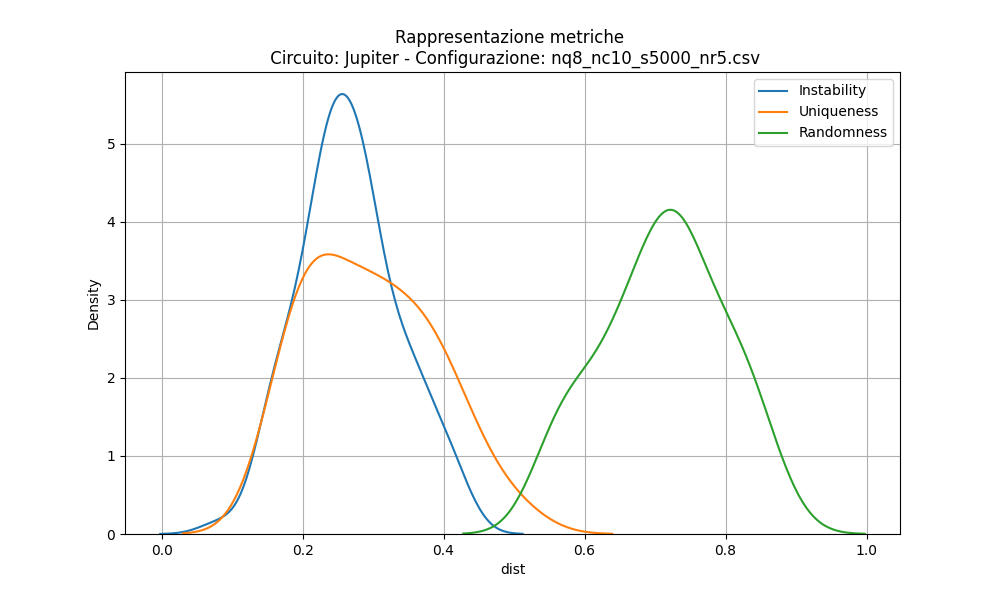 Rappresentazione metriche
Circuito: Jupiter - Configurazione: nq8_nc10_s5000_nr5.csv
Instability
Uniqueness
Randomness
Density
5
4
3
2
1
0
0.0 0.2 0.4 0.6 0.8 1.0
dist